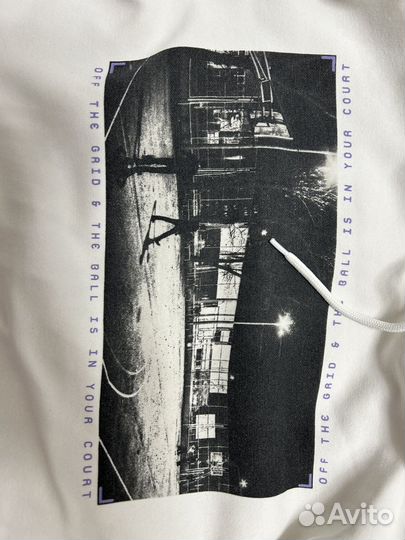 OFF THE GRID & THE BALL IS IN YOUR COURT
OFF THE GRID & THE BALL IS IN YOUR COURT
Avito